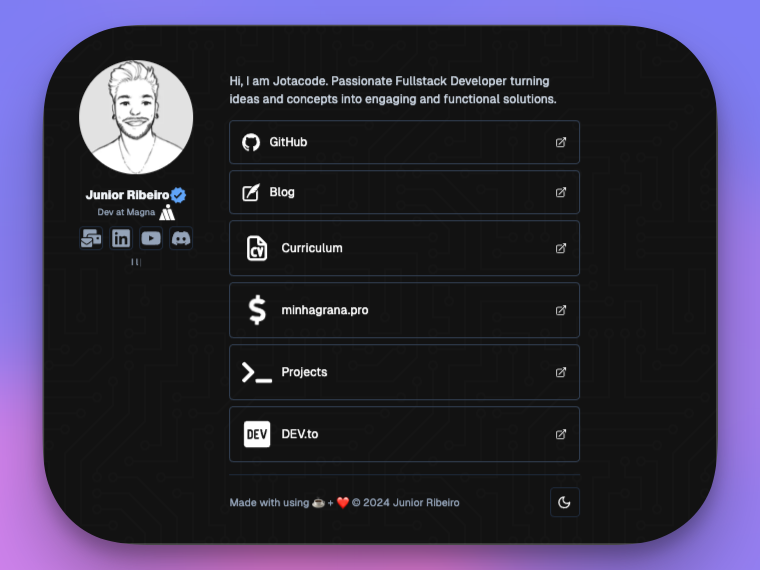 Junior Ribeiro
Dev at Magna
Hi, I am Jotacode. Passionate Fullstack Developer turning
ideas and concepts into engaging and functional solutions.
GitHub
Blog
CV
Curriculum
minhagrana.pro
Projects
DEV
DEV.to
Made with using ☕ + ❤️ © 2024 Junior Ribeiro